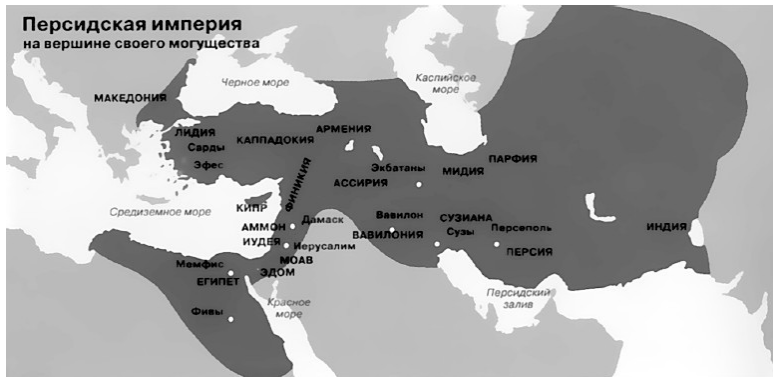 Персидская империя
на вершине своего могущества
Черное море
Каспийское
море
МАКЕДОНИЯ
ЛИДИЯ
Сарды
Эфес
КАППАДОКИЯ
АРМЕНИЯ
ФИНИКИЯ
АССИРИЯ
Экбатаны
МИДИЯ
ПАРФИЯ
Средиземное море
КИПР
АММОН
Дамаск
ИУДЕЯ
Иерусалим
МОАВ
ЭДОМ
Вавилон
ВАВИЛОНИЯ
СУЗИАНА
Сузы
Персеполь
ПЕРСИЯ
ИНДИЯ
Мемфис
ЕГИПЕТ
Фивы
Красное
море
Персидский
залив